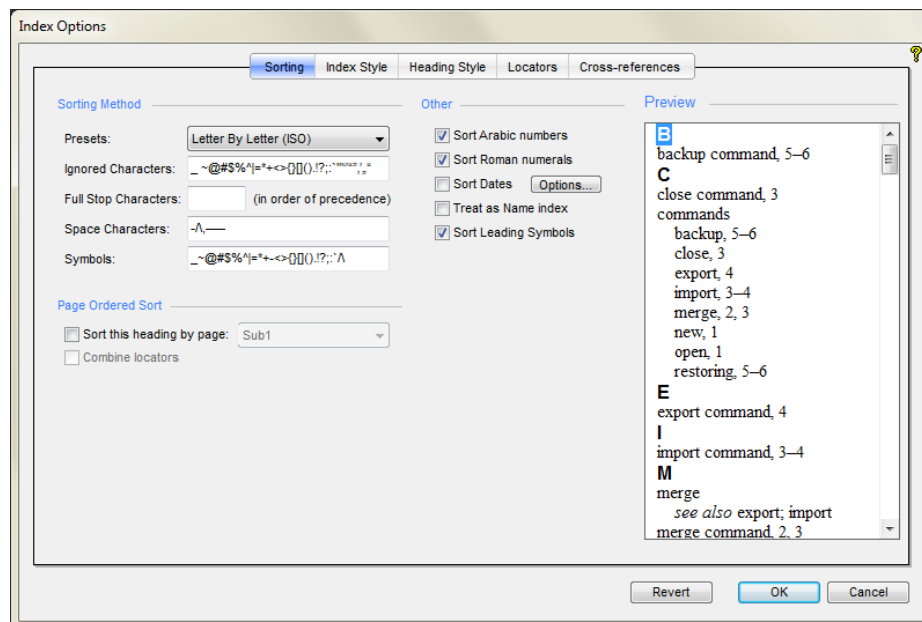 Index Options
?
Sorting Index Style Heading Style Locators Cross-references
Sorting Method
Presets: Letter By Letter (ISO)
Ignored Characters:
Full Stop Characters: (in order of precedence)
Space Characters: -/\,–—
Symbols: _~@#$%^|=*+-<>{}[]().!?;:`/\
Page Ordered Sort
Sort this heading by page: Sub1
Combine locators
Other
Sort Arabic numbers
Sort Roman numerals
Sort Dates Options...
Treat as Name index
Sort Leading Symbols
Preview
B
backup command, 5–6
C
close command, 3
commands
backup, 5–6
close, 3
export, 4
import, 3–4
merge, 2, 3
new, 1
open, 1
restoring, 5–6
E
export command, 4
I
import command, 3–4
M
merge
see also export; import
merge command, 2, 3
Revert OK Cancel